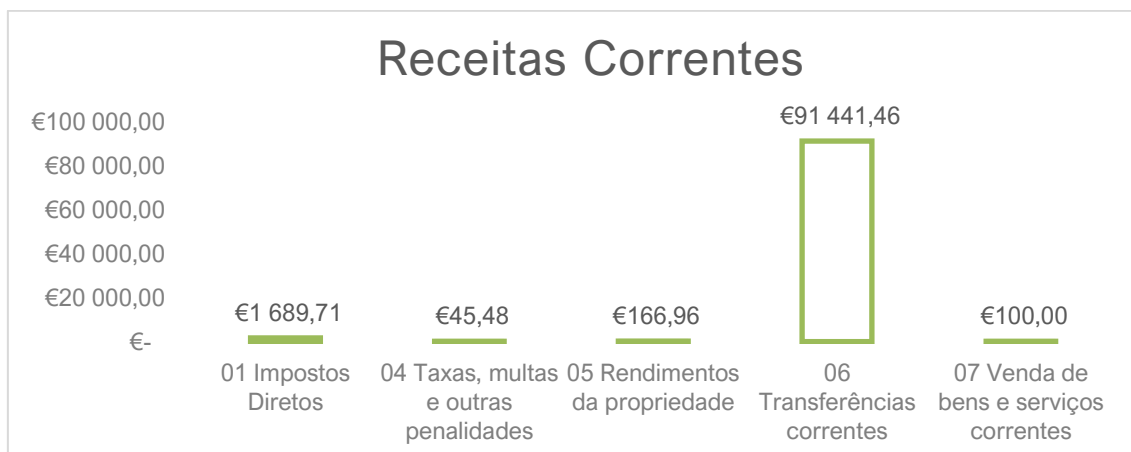 Receitas Correntes
€100 000,00
€80 000,00
€60 000,00
€40 000,00
€20 000,00
€-
€1 689,71
€45,48
€166,96
€91 441,46
€100,00
01 Impostos
Diretos
04 Taxas, multas
e outras
penalidades
05 Rendimentos
da propriedade
06
Transferências
correntes
07 Venda de
bens e serviços
correntes